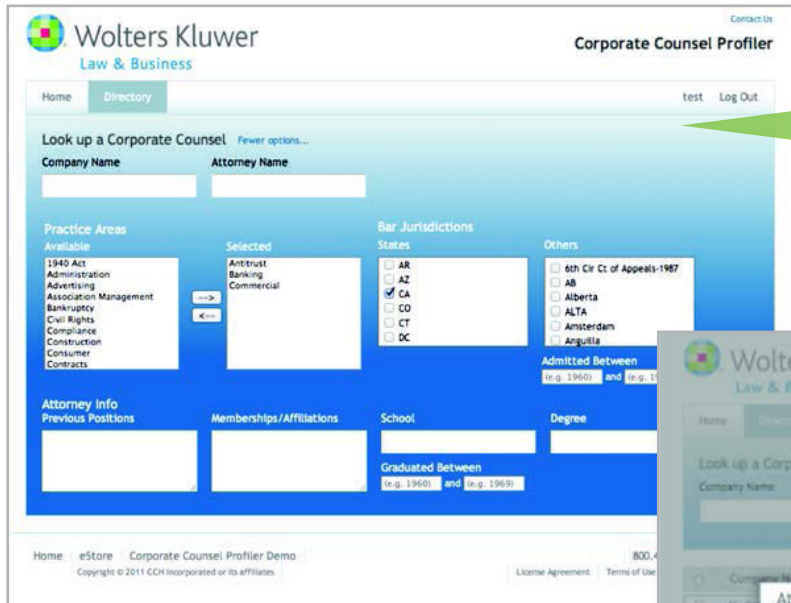 Contact Us
Wolters Kluwer
Law & Business
Corporate Counsel Profiler
Home Directory test Log Out
Look up a Corporate Counsel Fewer options...
Company Name Attorney Name
Practice Areas Bar Jurisdictions
Available Selected States Others
1940 Act
Administration
Advertising
Association Management
Bankruptcy
Civil Rights
Compliance
Construction
Consumer
Contracts
-->
<--
Antitrust
Banking
Commercial
AR
AZ
CA
CO
CT
DC
6th Cir Ct of Appeals-1987
AB
Alberta
ALTA
Amsterdam
Anguilla
Admitted Between
(e.g. 1960) and (e.g.
Attorney Info
Previous Positions Memberships/Affiliations School Degree
Graduated Between
(e.g. 1960) and (e.g. 1969)
Home eStore Corporate Counsel Profiler Demo 800.
Copyright © 2011 CCH Incorporated or its affiliates License Agreement Terms of Use
Wolte
Law & B
Home
Look up a Corp
Company Name
At